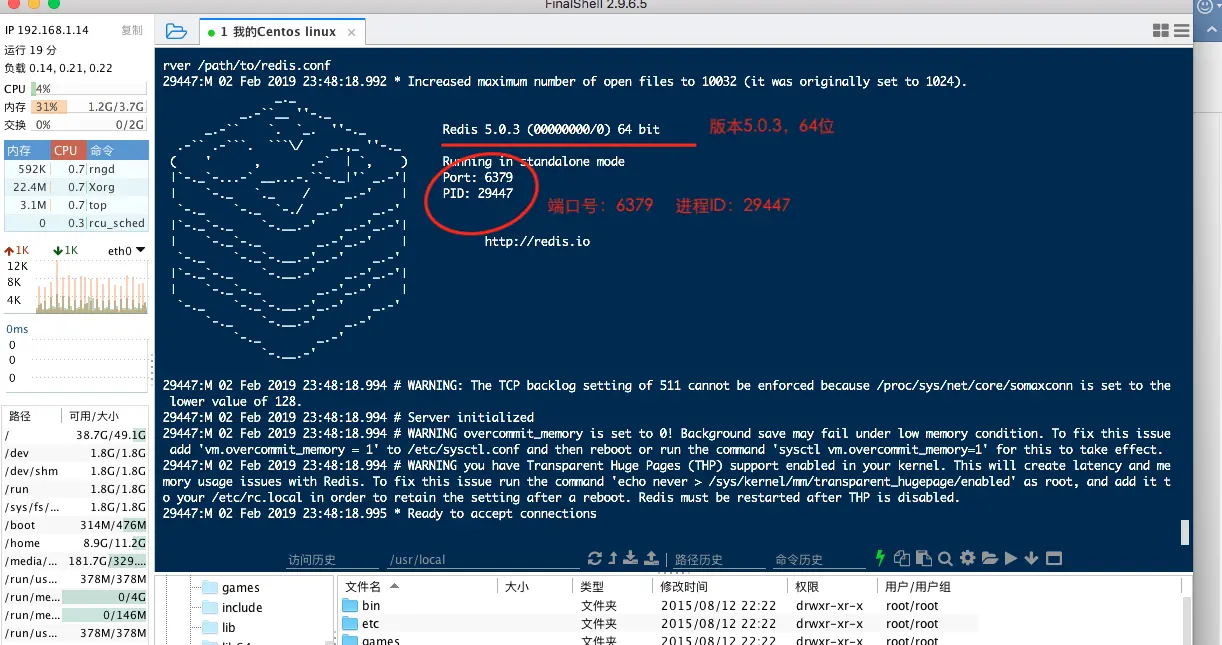 FinalShell 2.9.6.5
IP 192.168.1.14 复制
运行 19 分
负载 0.14, 0.21, 0.22
CPU 4%
内存 31% 1.2G/3.7G
交换 0% 0/2G
内存 CPU 命令
592K 0.7 rngd
22.4M 0.7 Xorg
3.1M 0.7 top
0 0.3 rcu_sched
1K 1K eth0
12K
8K
4K
0ms
0
0
0
路径 可用/大小
/ 38.7G/49.1G
/dev 1.8G/1.8G
/dev/shm 1.8G/1.8G
/run 1.8G/1.8G
/sys/fs/... 1.8G/1.8G
/boot 314M/476M
/home 8.9G/11.2G
/media/... 181.7G/329....
/run/us... 378M/378M
/run/me... 0/4G
/run/me... 0/146M
/run/us... 378M/378M
1 我的Centos linux
rver /path/to/redis.conf
29447:M 02 Feb 2019 23:48:18.992 * Increased maximum number of open files to 10032 (it was originally set to 1024).
Redis 5.0.3 (00000000/0) 64 bit
版本5.0.3，64位
Running in standalone mode
Port: 6379
PID: 29447
端口号：6379 进程ID：29447
http://redis.io
29447:M 02 Feb 2019 23:48:18.994 # WARNING: The TCP backlog setting of 511 cannot be enforced because /proc/sys/net/core/somaxconn is set to the
lower value of 128.
29447:M 02 Feb 2019 23:48:18.994 # Server initialized
29447:M 02 Feb 2019 23:48:18.994 # WARNING overcommit_memory is set to 0! Background save may fail under low memory condition. To fix this issue
add 'vm.overcommit_memory = 1' to /etc/sysctl.conf and then reboot or run the command 'sysctl vm.overcommit_memory=1' for this to take effect.
29447:M 02 Feb 2019 23:48:18.994 # WARNING you have Transparent Huge Pages (THP) support enabled in your kernel. This will create latency and me
mory usage issues with Redis. To fix this issue run the command 'echo never > /sys/kernel/mm/transparent_hugepage/enabled' as root, and add it t
o your /etc/rc.local in order to retain the setting after a reboot. Redis must be restarted after THP is disabled.
29447:M 02 Feb 2019 23:48:18.995 * Ready to accept connections
访问历史 /usr/local 路径历史 命令历史
games
include
lib
文件名 大小 类型 修改时间 权限 用户/用户组
bin 文件夹 2015/08/12 22:22 drwxr-xr-x root/root
etc 文件夹 2015/08/12 22:22 drwxr-xr-x root/root
games 文件夹 2015/08/12 22:22 drwxr-xr-x root/root